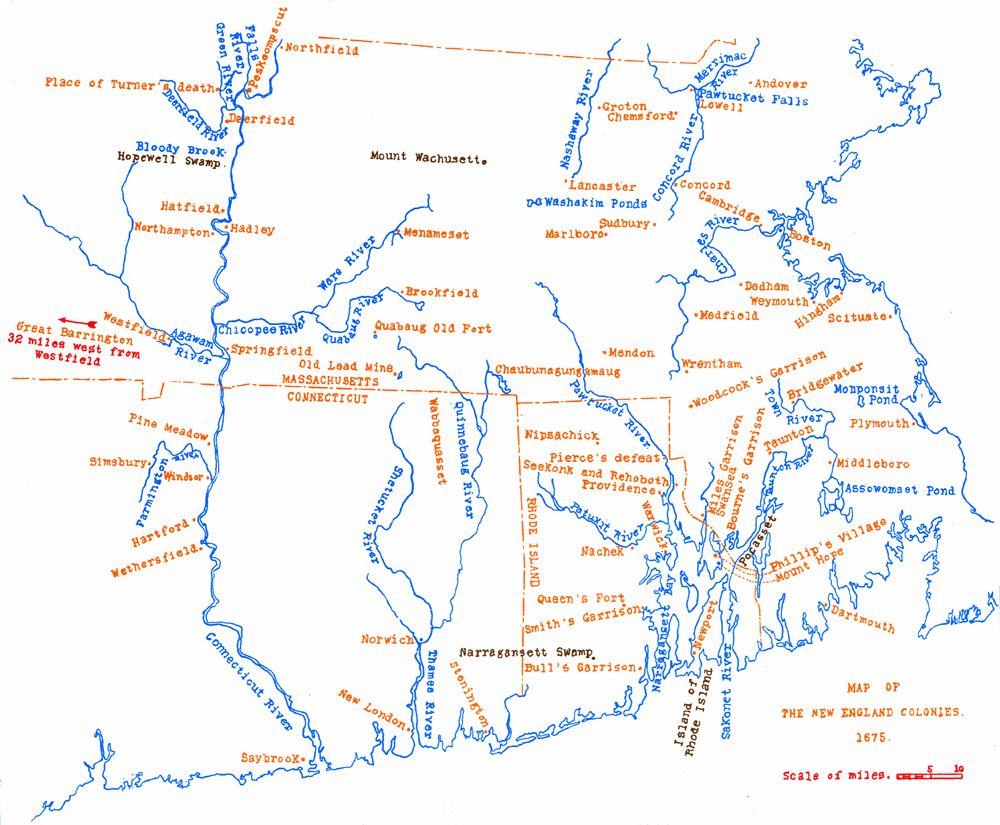 Northfield
Peskeompscut
Falls
River
Green River
Place of Turner's death
Deerfield River
Deerfield
Bloody Brook
Hopewell Swamp
Mount Wachusett
Nashaway River
Merrimac
River
Andover
Pawtucket Falls
Lowell
Groton
Chemsford
Concord River
Lancaster
Washakim Ponds
Concord
Cambridge
Sudbury
Marlboro
Charles River
Boston
Hatfield
Northampton
Hadley
Menameset
Ware River
Brookfield
Quabaug River
Quabaug Old Fort
Dedham
Weymouth
Hingham
Scituate
Medfield
Great Barrington
32 miles west from
Westfield
Westfield
Agawam
River
Chicopee River
Springfield
Old Lead Mine
MASSACHUSETTS
CONNECTICUT
Chaubunagungamaug
Mendon
Wrentham
Pawtucket River
Woodcock's Garrison
Bridgewater
Town
River
Monponsit
Pond
Plymouth
Pine Meadow
Simsbury
River
Farmington
Windsor
Wabbaquasset
Quinnebaug River
Shetucket
River
Nipsachick
Pierce's defeat
Seekonk and Rehoboth
Providence
Miles Garrison
Swansea Garrison
Bourne's Garrison
Taunton
Taunton River
Middleboro
Assowomset Pond
Hartford
Wethersfield
RHODE ISLAND
Patuxit River
Warwick
Nachek
Pocasset
Phillip's Village
Mount Hope
Queen's Fort
Smith's Garrison
Dartmouth
Connecticut River
Norwich
Narragansett Swamp
Bull's Garrison
Narragansett Bay
Newport
Sakonet River
Island of
Rhode island
Thames River
Stonington
New London
Saybrook
MAP OF
THE NEW ENGLAND COLONIES.
1675.
Scale of miles.
5 10